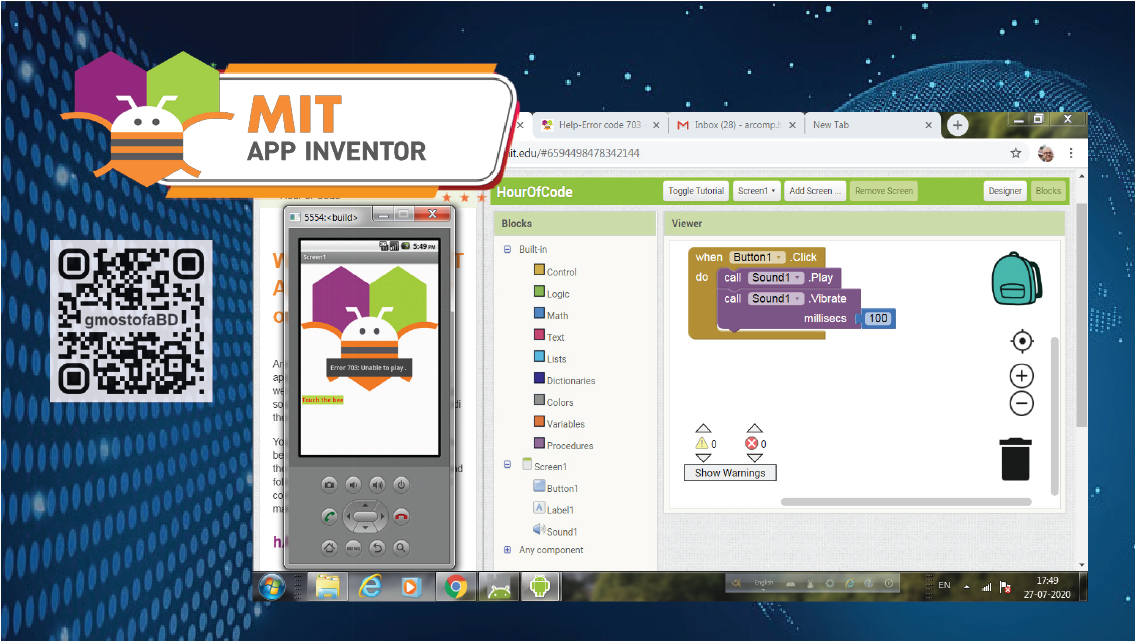 MIT
APP INVENTOR
gmostofaBD
Help-Error code 703
Inbox (28) - arcomp.
New Tab
it.edu/#6594498478342144
HourOfCode
Toggle Tutorial
Screen1
Add Screen ...
Remove Screen
Designer
Blocks
5554:<build>
5:49 PM
Screen1
Error 703: Unable to play .
Touch the bee
MENU
Blocks
Built-in
Control
Logic
Math
Text
Lists
Dictionaries
Colors
Variables
Procedures
Screen1
Button1
Label1
Sound1
Any component
Viewer
when Button1 .Click
do call Sound1 .Play
call Sound1 .Vibrate
millisecs 100
0 0
Show Warnings
English
EN
17:49
27-07-2020